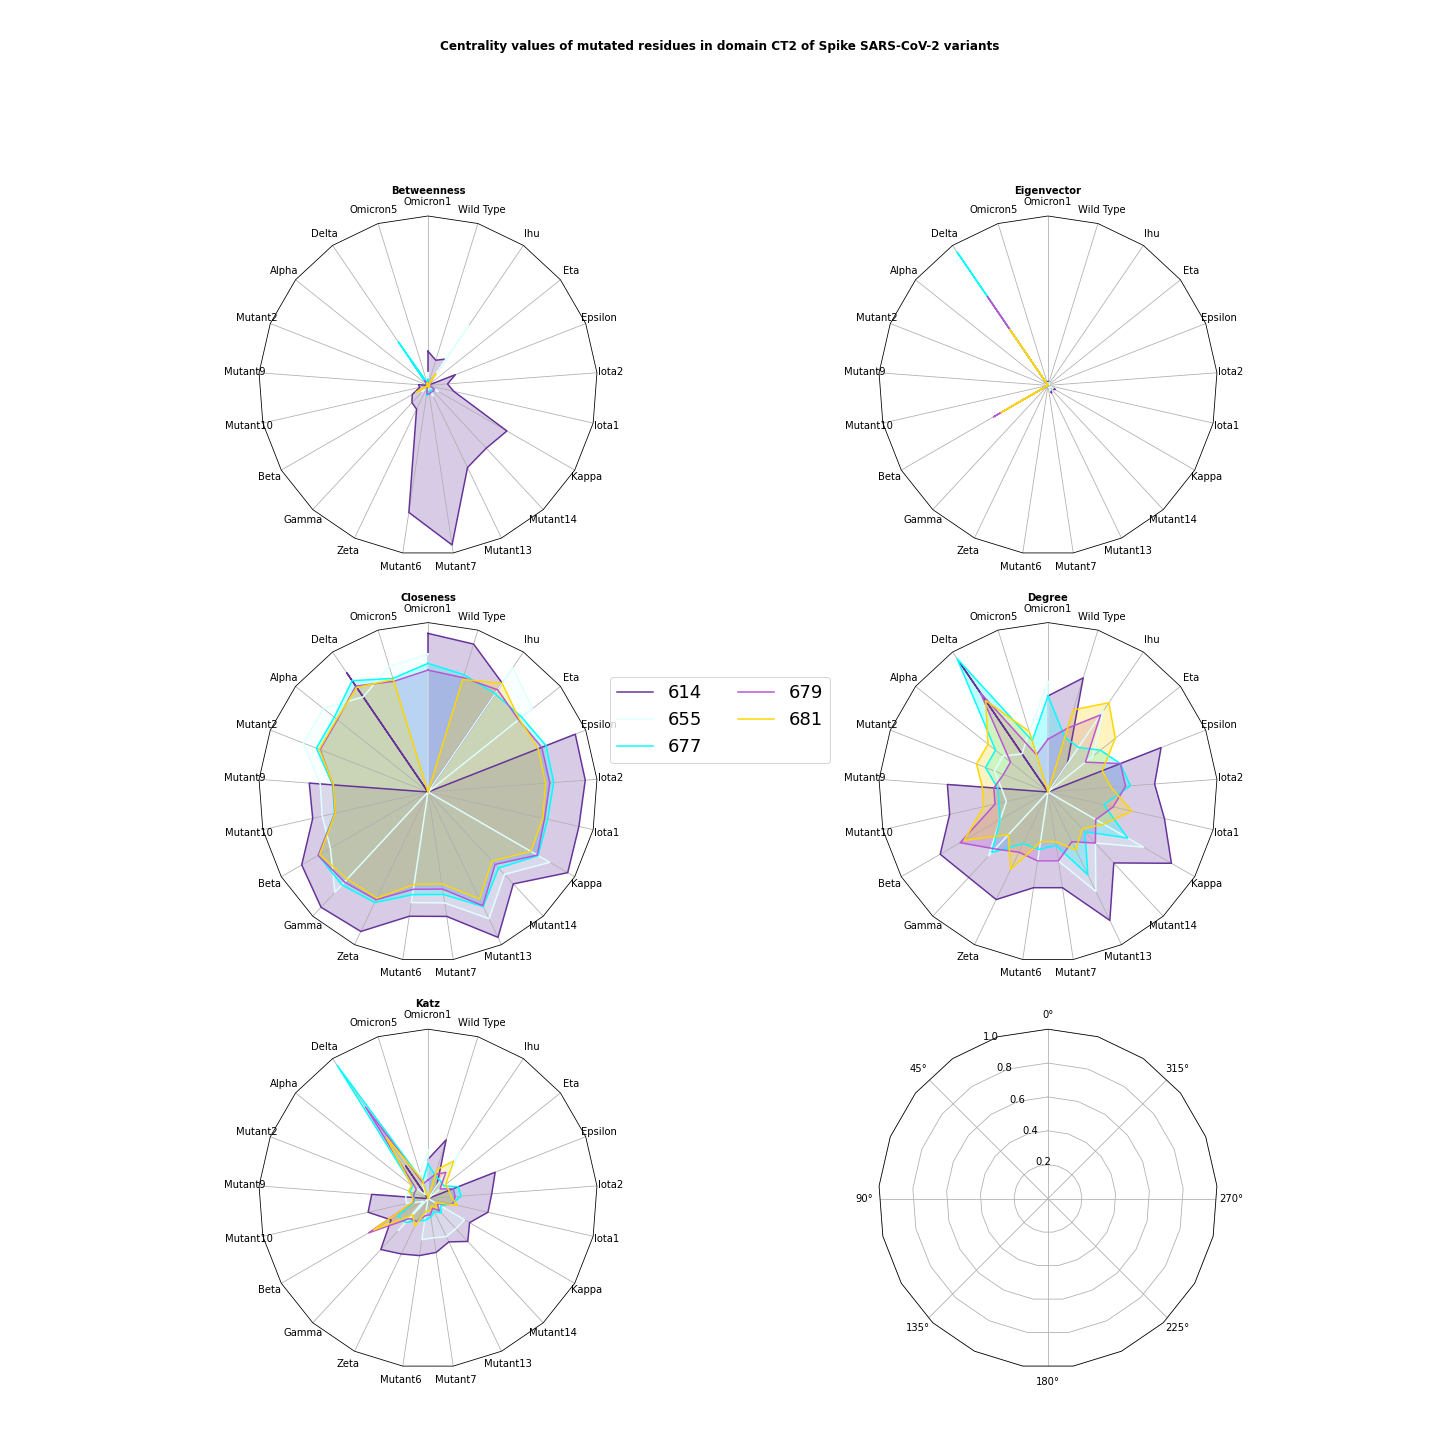 Centrality values of mutated residues in domain CT2 of Spike SARS-CoV-2 variants
Betweenness
Omicron1
Omicron5
Wild Type
Delta
Ihu
Alpha
Eta
Mutant2
Epsilon
Mutant9
Iota2
Mutant10
Iota1
Beta
Kappa
Gamma
Mutant14
Zeta
Mutant13
Mutant6
Mutant7
Eigenvector
Omicron1
Omicron5
Wild Type
Delta
Ihu
Alpha
Eta
Mutant2
Epsilon
Mutant9
Iota2
Mutant10
Iota1
Beta
Kappa
Gamma
Mutant14
Zeta
Mutant13
Mutant6
Mutant7
Closeness
Omicron1
Omicron5
Wild Type
Delta
Ihu
Alpha
Eta
Mutant2
Epsilon
Mutant9
Iota2
Mutant10
Iota1
Beta
Kappa
Gamma
Mutant14
Zeta
Mutant13
Mutant6
Mutant7
614
655
677
679
681
Degree
Omicron1
Omicron5
Wild Type
Delta
Ihu
Alpha
Eta
Mutant2
Epsilon
Mutant9
Iota2
Mutant10
Iota1
Beta
Kappa
Gamma
Mutant14
Zeta
Mutant13
Mutant6
Mutant7
Katz
Omicron1
Omicron5
Wild Type
Delta
Ihu
Alpha
Eta
Mutant2
Epsilon
Mutant9
Iota2
Mutant10
Iota1
Beta
Kappa
Gamma
Mutant14
Zeta
Mutant13
Mutant6
Mutant7
0°
1.0
45°
0.8
315°
0.6
0.4
0.2
90°
270°
135°
225°
180°